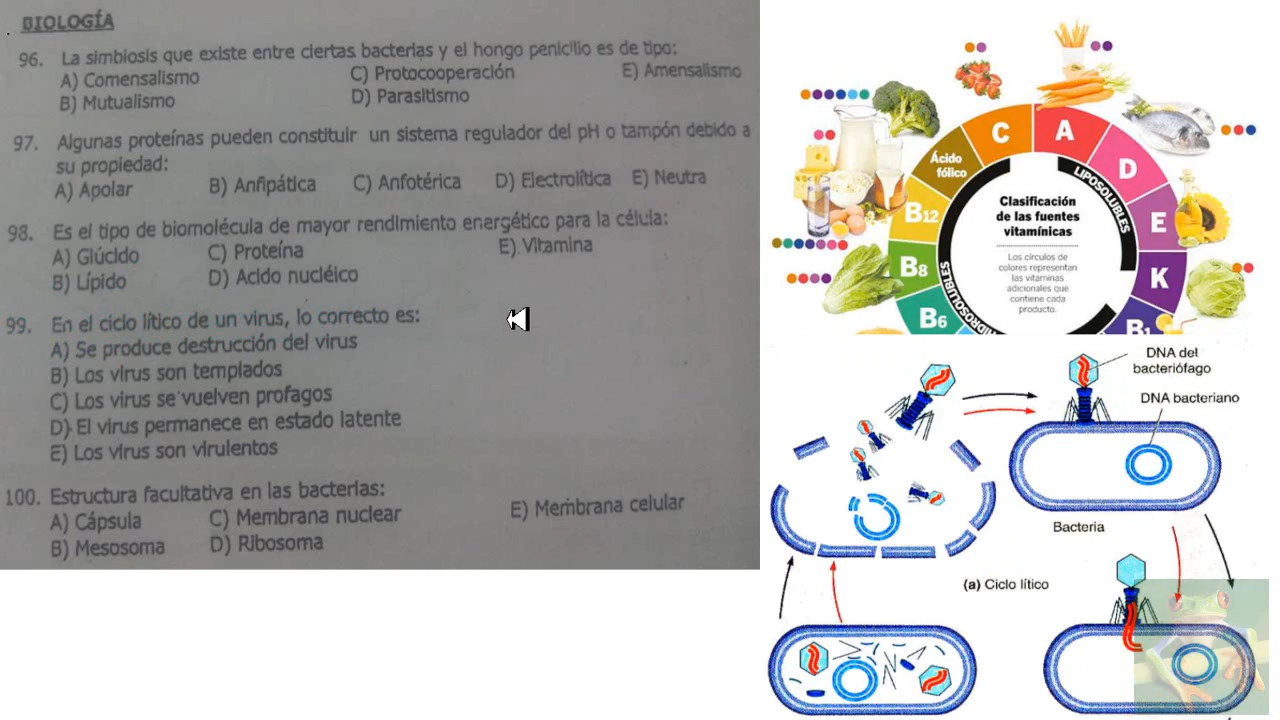 BIOLOGÍA
96. La simbiosis que existe entre ciertas bacterias y el hongo penicilio es de tipo:
A) Comensalismo C) Protocooperación E) Amensalismo
B) Mutualismo D) Parasitismo
97. Algunas proteínas pueden constituir un sistema regulador del pH o tampón debido a
su propiedad:
A) Apolar B) Anfipática C) Anfotérica D) Electrolítica E) Neutra
98. Es el tipo de biomolécula de mayor rendimiento energético para la célula:
A) Glúcido C) Proteína E) Vitamina
B) Lípido D) Acido nucléico
99. En el ciclo lítico de un virus, lo correcto es:
A) Se produce destrucción del virus
B) Los virus son templados
C) Los virus se vuelven profagos
D) El virus permanece en estado latente
E) Los virus son virulentos
100. Estructura facultativa en las bacterias:
A) Cápsula C) Membrana nuclear E) Membrana celular
B) Mesosoma D) Ribosoma
C
A
Ácido
fólico
D
B12
E
B8
K
B6
B1
LIPOSOLUBLES
HIDROSOLUBLES
Clasificación
de las fuentes
vitamínicas
Los círculos de
colores representan
las vitaminas
adicionales que
contiene cada
producto.
DNA del
bacteriófago
DNA bacteriano
Bacteria
(a) Ciclo lítico